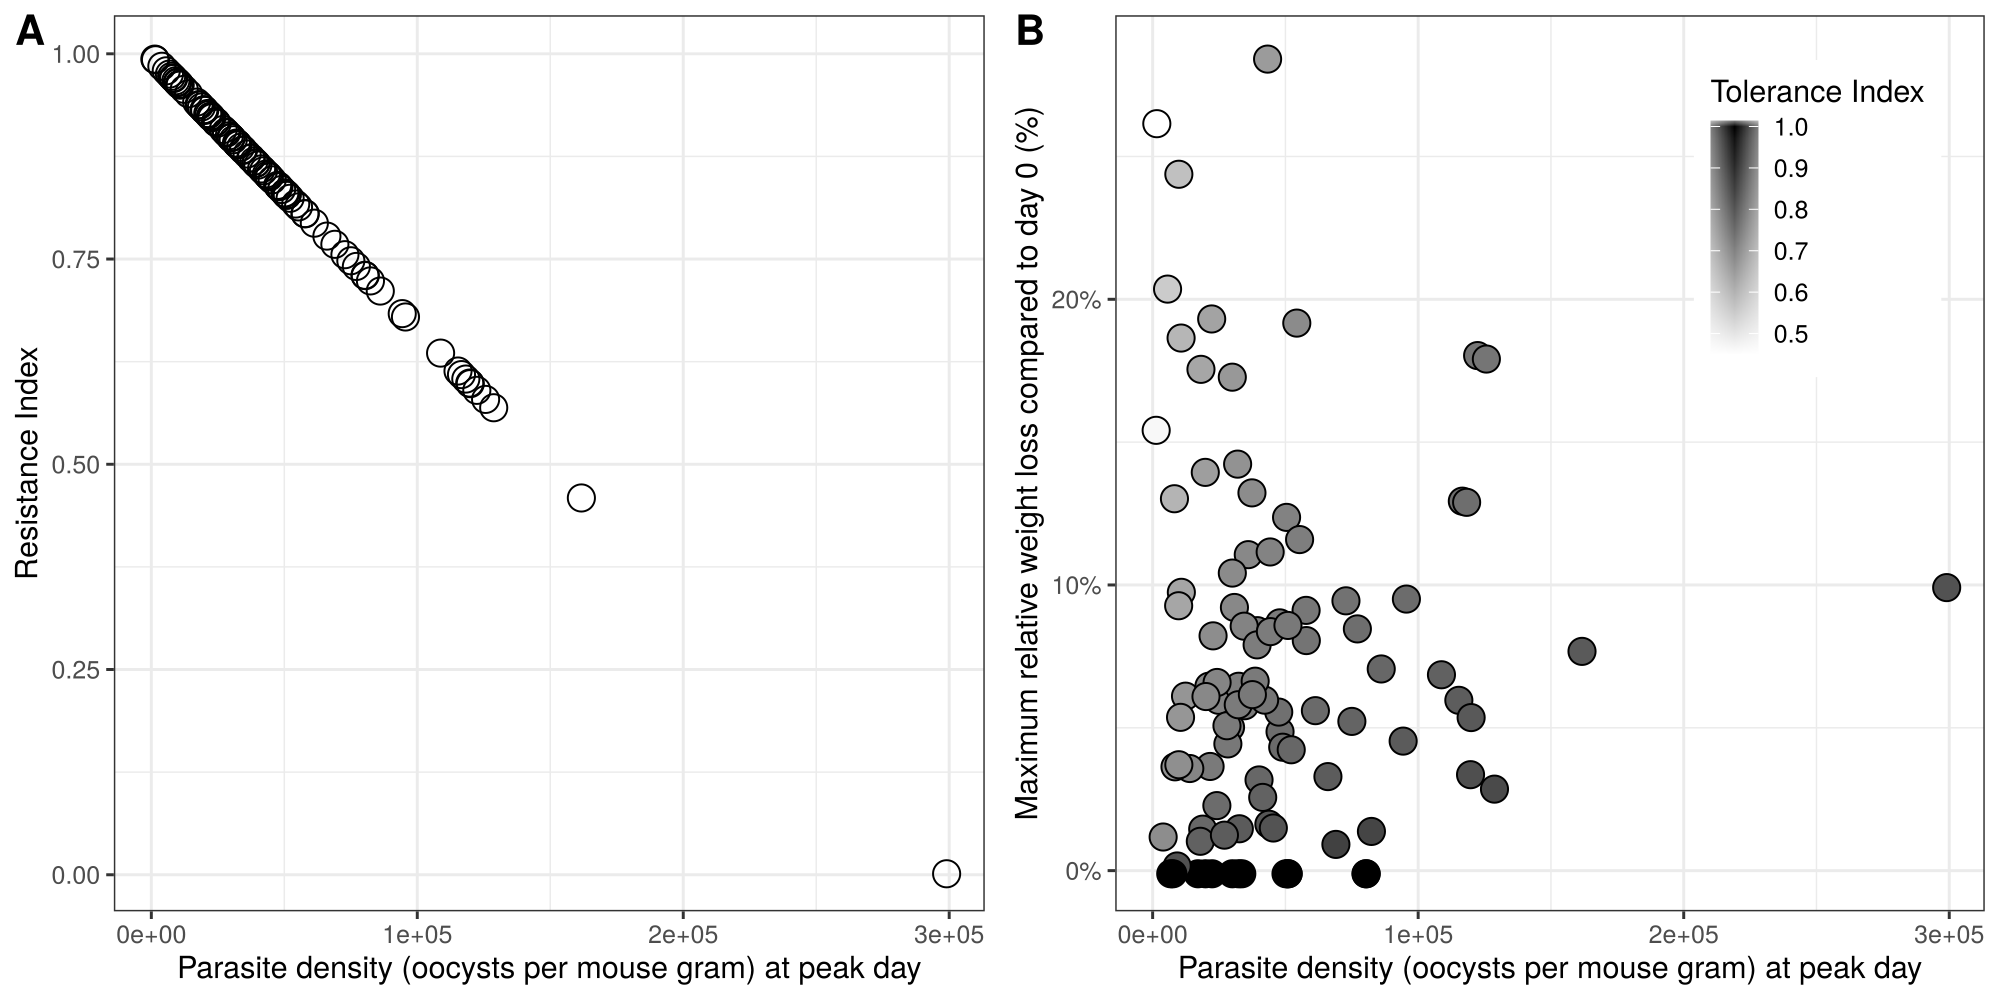 A
Resistance Index
1.00
0.75
0.50
0.25
0.00
0e+00 1e+05 2e+05 3e+05
Parasite density (oocysts per mouse gram) at peak day
B
Maximum relative weight loss compared to day 0 (%)
20%
10%
0%
0e+00 1e+05 2e+05 3e+05
Parasite density (oocysts per mouse gram) at peak day
Tolerance Index
1.0
0.9
0.8
0.7
0.6
0.5